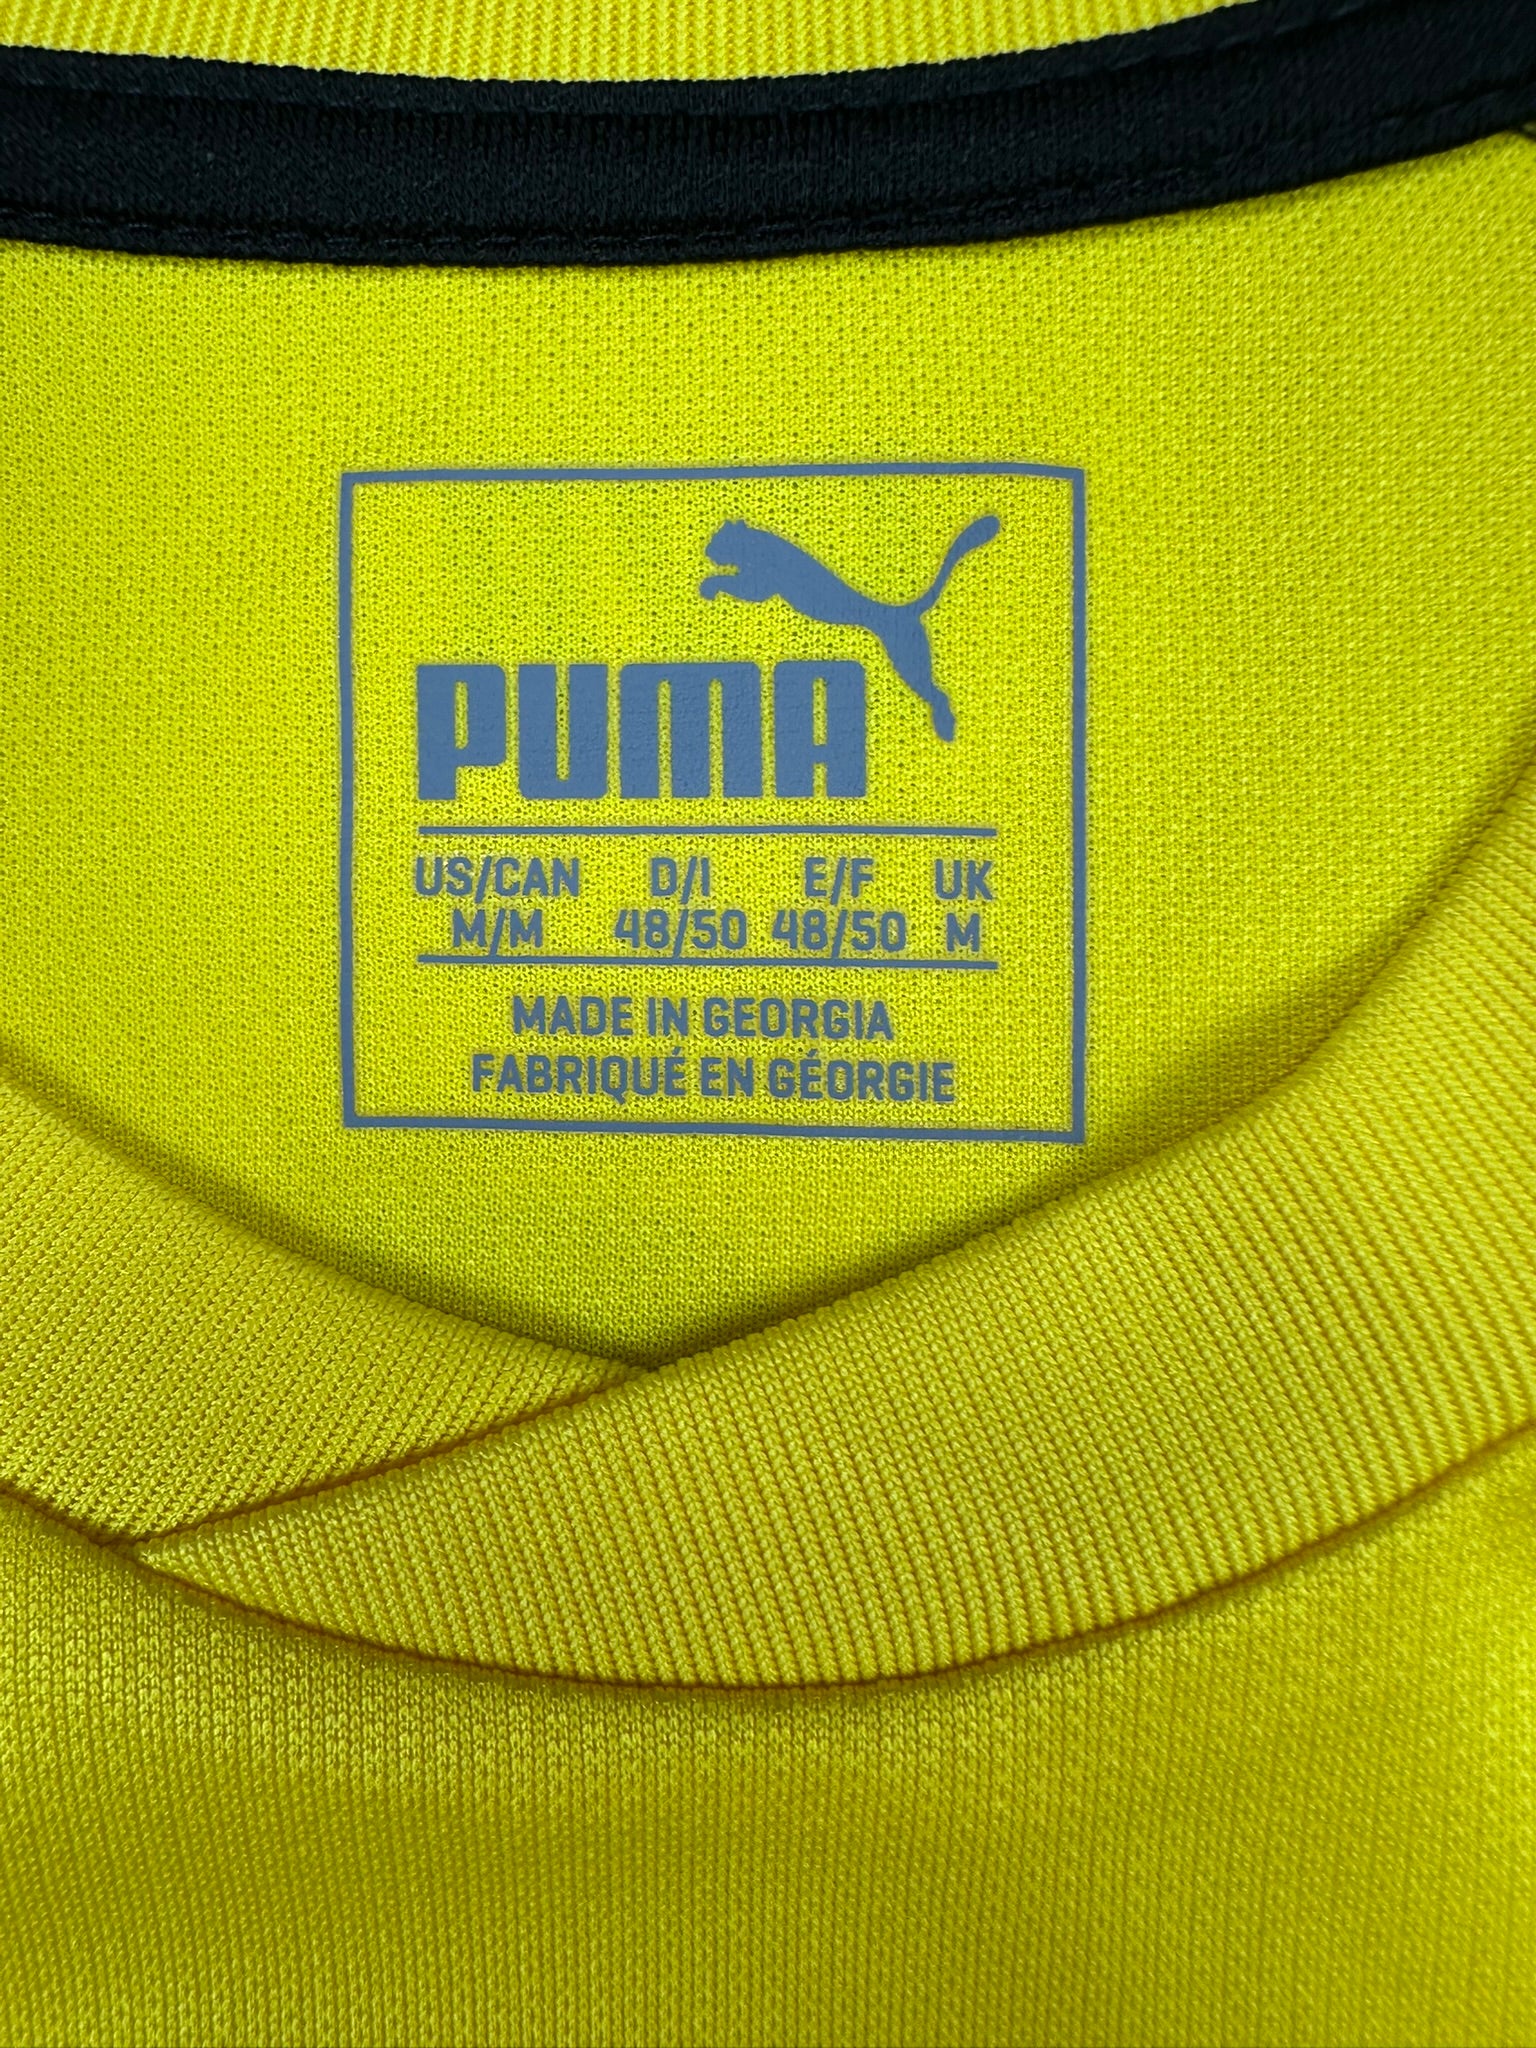 PUMA
US/CAN D/I E/F UK
M/M 48/50 48/50 M
MADE IN GEORGIA
FABRIQUÉ EN GÉORGIE